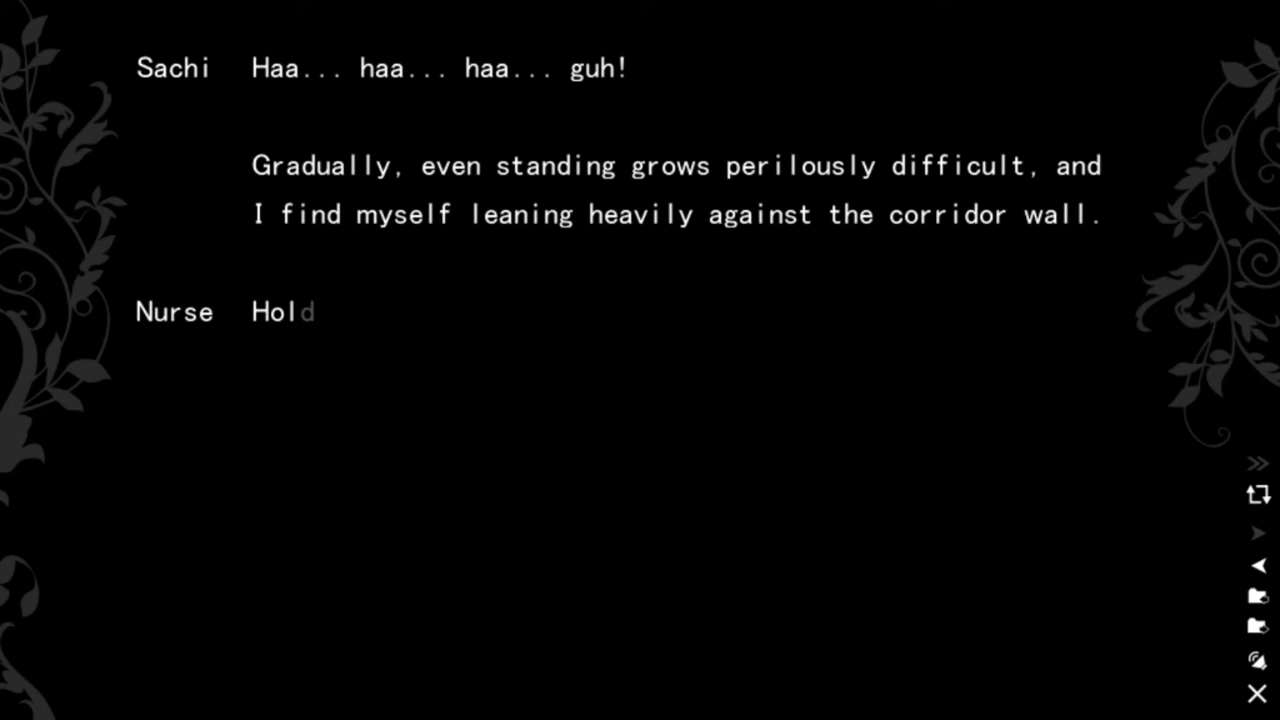 Sachi Haa... haa... haa... guh!
Gradually, even standing grows perilously difficult, and
I find myself leaning heavily against the corridor wall.
Nurse Hold